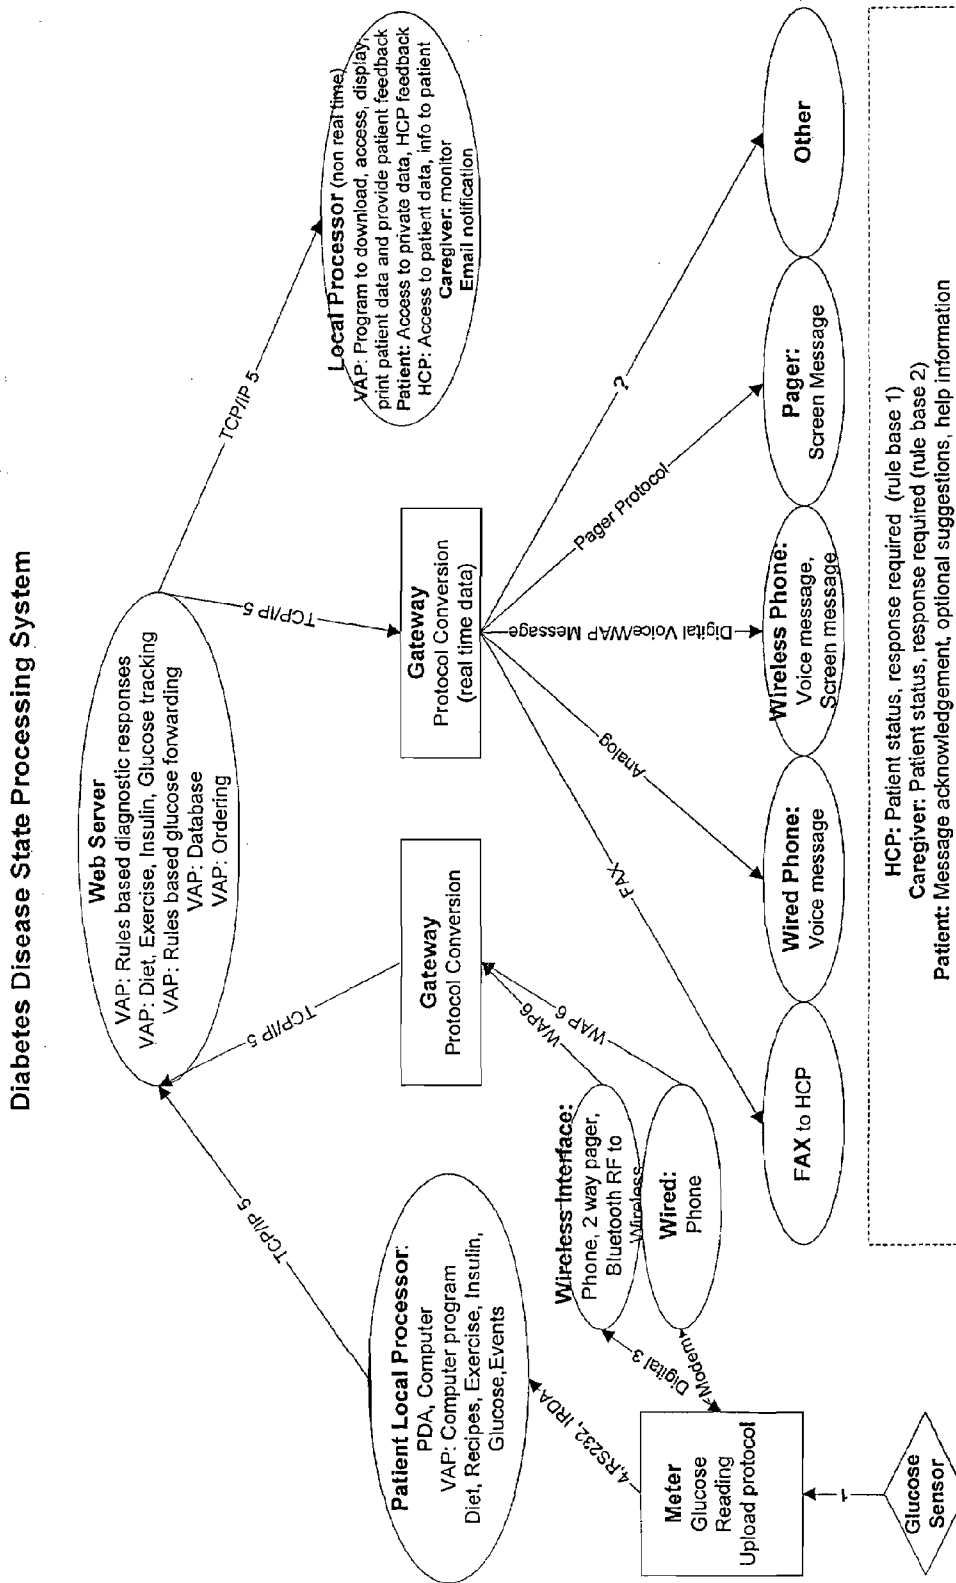 Diabetes Disease State Processing System
Web Server
VAP: Rules based diagnostic responses
VAP: Diet, Exercise, Insulin, Glucose tracking
VAP: Rules based glucose forwarding
VAP: Database
VAP: Ordering
TCP/IP 5
TCP/IP 5
TCP/IP 5
TCP/IP 5
Patient Local Processor:
PDA, Computer
VAP: Computer program
Diet, Recipes, Exercise, Insulin,
Glucose,Events
Gateway
Protocol Conversion
Gateway
Protocol Conversion
(real time data)
Local Processor (non real time)
VAP: Program to download, access, display,
print patient data and provide patient feedback
Patient: Access to private data, HCP feedback
HCP: Access to patient data, info to patient
Caregiver: monitor
Email notification
4,RS232, IRDA
Digital 3
Modem
WAP6
WAP 6
Wireless Interface:
Phone, 2 way pager,
Bluetooth RF to
Wireless
Wired:
Phone
Meter
Glucose
Reading
Upload protocol
1
Glucose
Sensor
FAX
Analog
Digital Voice/WAP Message
Pager Protocol
?
FAX to HCP
Wired Phone:
Voice message
Wireless Phone:
Voice message,
Screen message
Pager:
Screen Message
Other
HCP: Patient status, response required (rule base 1)
Caregiver: Patient status, response required (rule base 2)
Patient: Message acknowledgement, optional suggestions, help information